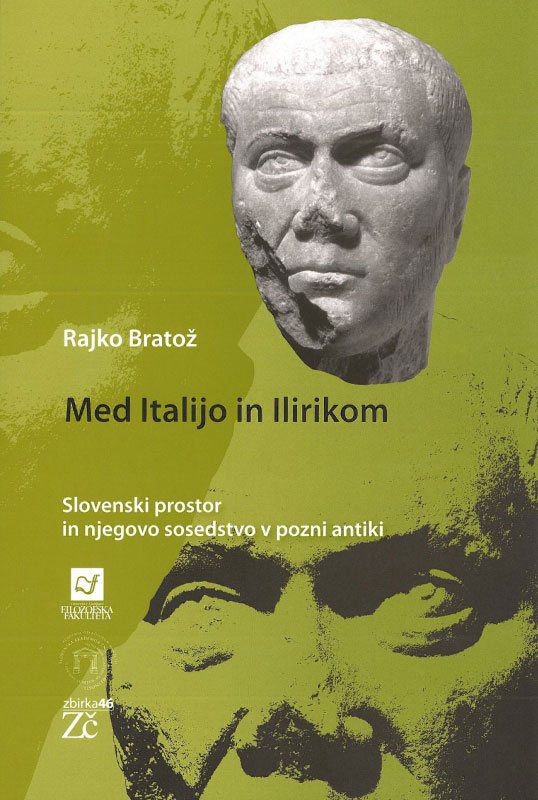 Rajko Bratož
Med Italijo in Ilirikom
Slovenski prostor
in njegovo sosedstvo v pozni antiki
FILOZOFSKA
FAKULTETA
zbirka46
Zč